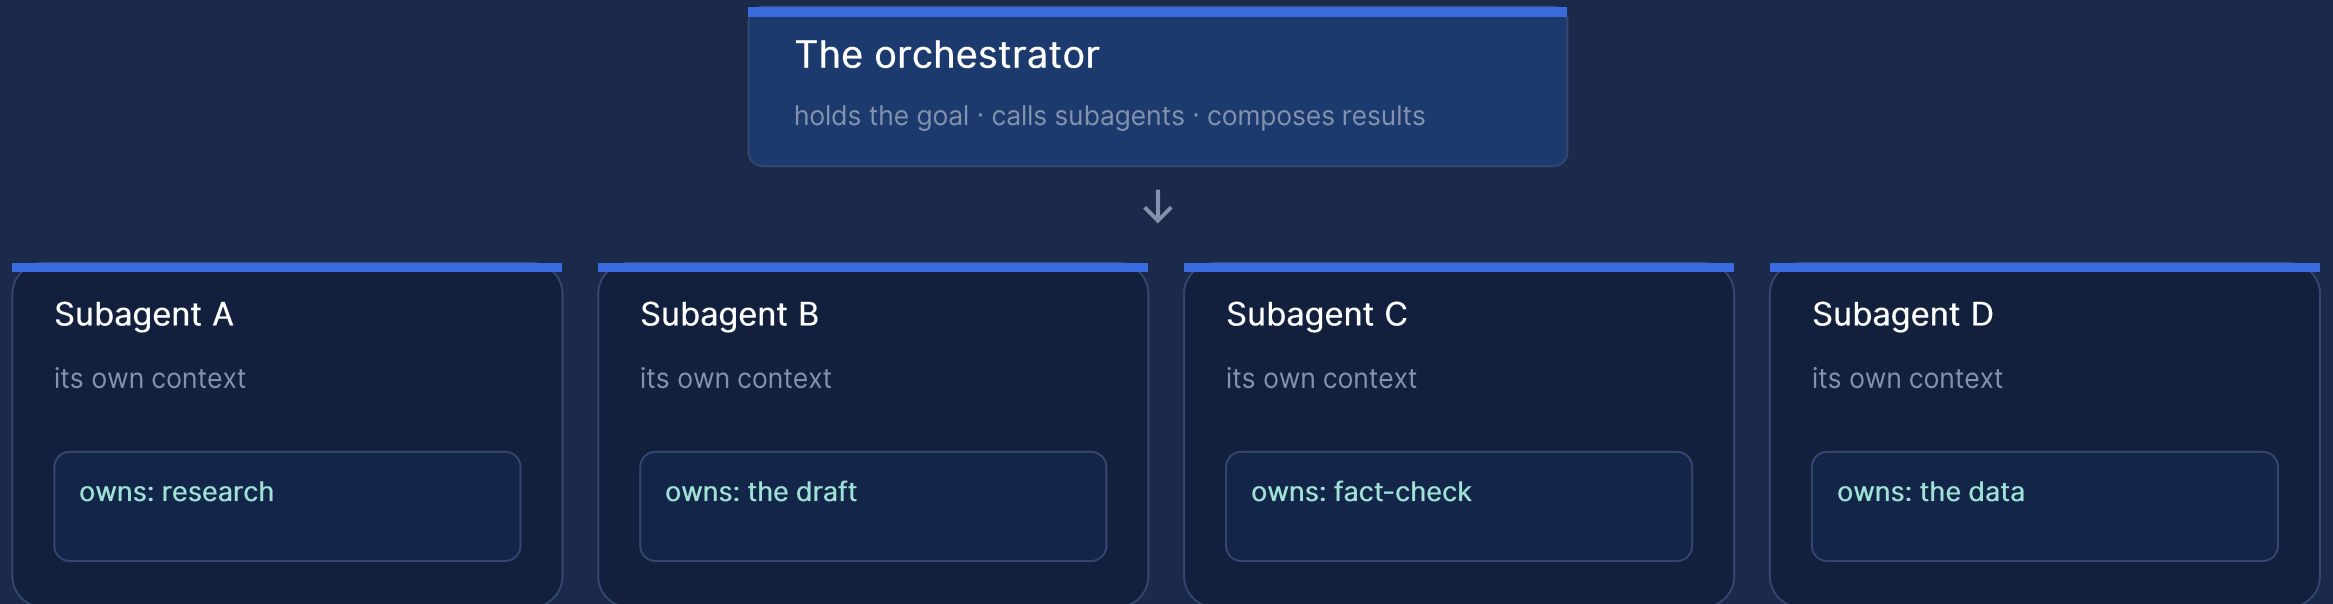 The orchestrator
holds the goal · calls subagents · composes results
Subagent A
its own context
owns: research
Subagent B
its own context
owns: the draft
Subagent C
its own context
owns: fact-check
Subagent D
its own context
owns: the data